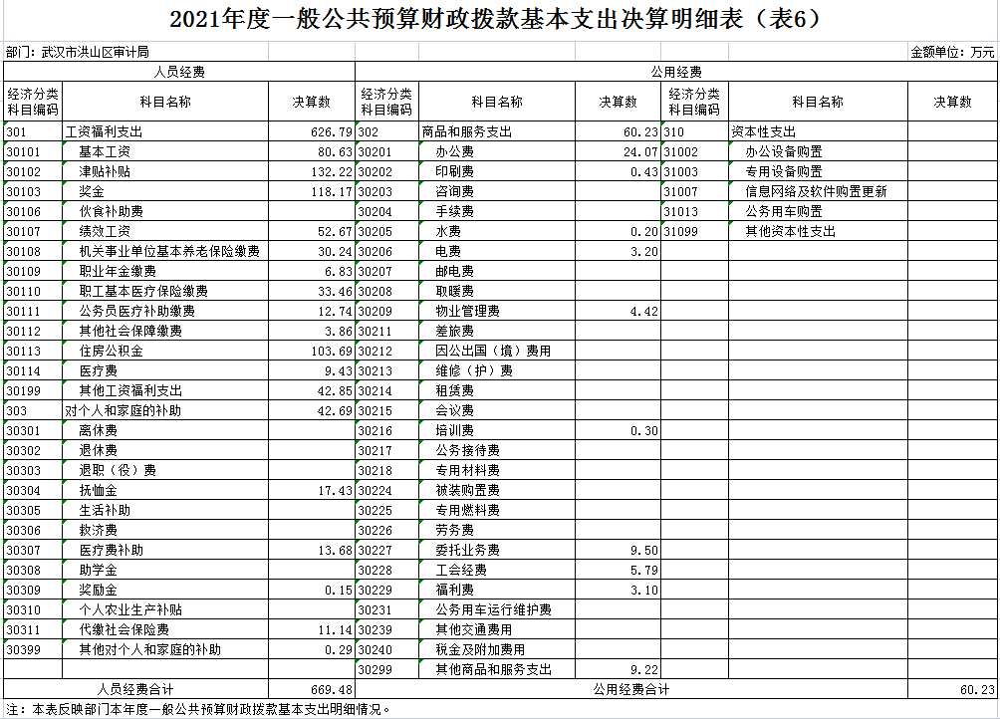 2021年度一般公共预算财政拨款基本支出决算明细表（表6）
部门：武汉市洪山区审计局 金额单位：万元
人员经费 公用经费
经济分类科目编码 科目名称 决算数 经济分类科目编码 科目名称 决算数 经济分类科目编码 科目名称 决算数
301 工资福利支出 626.79 302 商品和服务支出 60.23 310 资本性支出
30101 基本工资 80.63 30201 办公费 24.07 31002 办公设备购置
30102 津贴补贴 132.22 30202 印刷费 0.43 31003 专用设备购置
30103 奖金 118.17 30203 咨询费 31007 信息网络及软件购置更新
30106 伙食补助费 30204 手续费 31013 公务用车购置
30107 绩效工资 52.67 30205 水费 0.20 31099 其他资本性支出
30108 机关事业单位基本养老保险缴费 30.24 30206 电费 3.20
30109 职业年金缴费 6.83 30207 邮电费
30110 职工基本医疗保险缴费 33.46 30208 取暖费
30111 公务员医疗补助缴费 12.74 30209 物业管理费 4.42
30112 其他社会保障缴费 3.86 30211 差旅费
30113 住房公积金 103.69 30212 因公出国（境）费用
30114 医疗费 9.43 30213 维修（护）费
30199 其他工资福利支出 42.85 30214 租赁费
303 对个人和家庭的补助 42.69 30215 会议费
30301 离休费 30216 培训费 0.30
30302 退休费 30217 公务接待费
30303 退职（役）费 30218 专用材料费
30304 抚恤金 17.43 30224 被装购置费
30305 生活补助 30225 专用燃料费
30306 救济费 30226 劳务费
30307 医疗费补助 13.68 30227 委托业务费 9.50
30308 助学金 30228 工会经费 5.79
30309 奖励金 0.15 30229 福利费 3.10
30310 个人农业生产补贴 30231 公务用车运行维护费
30311 代缴社会保险费 11.14 30239 其他交通费用
30399 其他对个人和家庭的补助 0.29 30240 税金及附加费用
30299 其他商品和服务支出 9.22
人员经费合计 669.48 公用经费合计 60.23
注：本表反映部门本年度一般公共预算财政拨款基本支出明细情况。